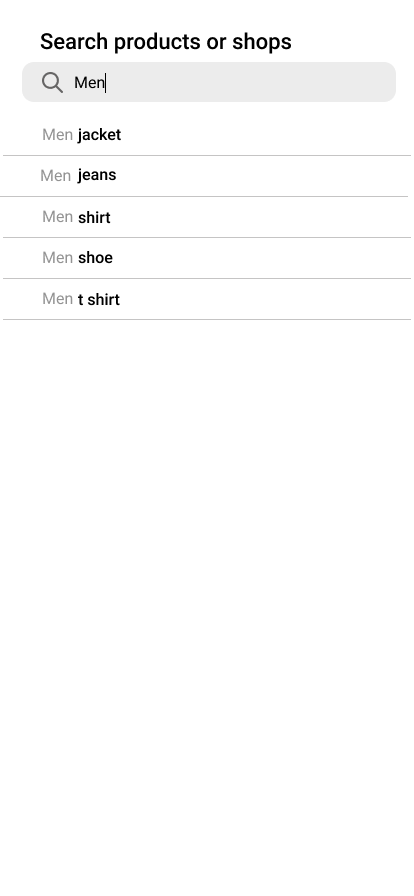 Search products or shops
Men
Men jacket
Men jeans
Men shirt
Men shoe
Men t shirt